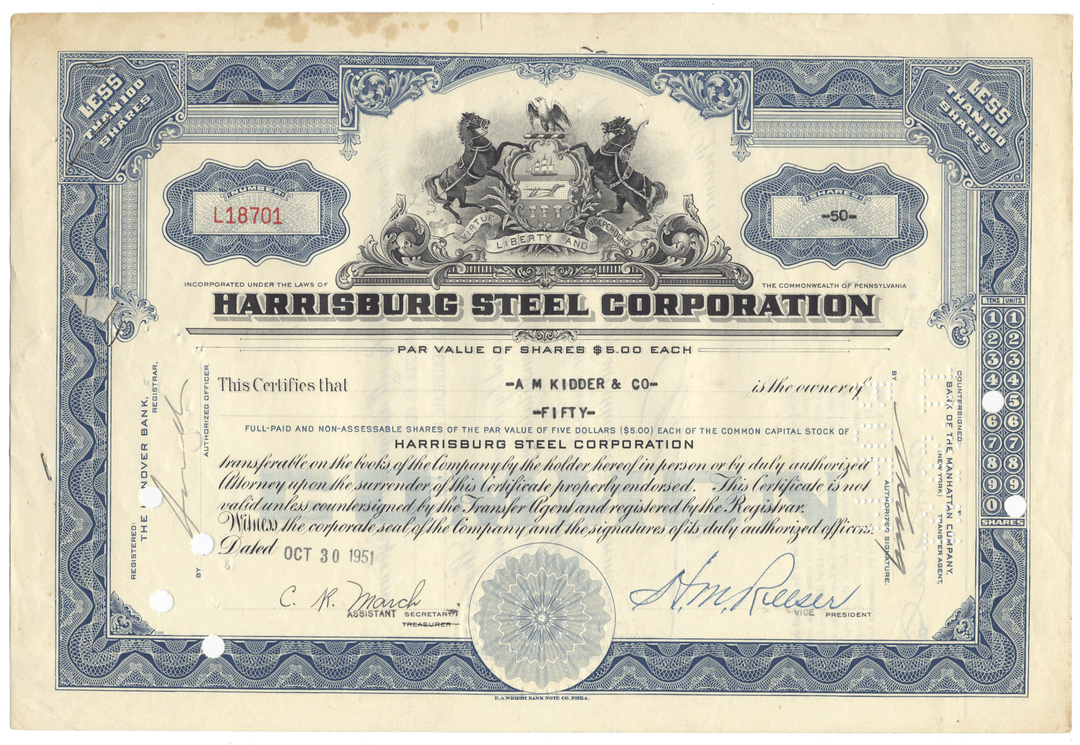 LESS
THAN 100
SHARES
LESS
THAN 100
SHARES
NUMBER
L18701
SHARES
-50-
VIRTUE
LIBERTY AND
INCORPORATED UNDER THE LAWS OF
THE COMMONWEALTH OF PENNSYLVANIA
HARRISBURG STEEL CORPORATION
PAR VALUE OF SHARES $5.00 EACH
This Certifies that -A M KIDDER & CO- is the owner of
-FIFTY-
FULL-PAID AND NON-ASSESSABLE SHARES OF THE PAR VALUE OF FIVE DOLLARS ($5.00) EACH OF THE COMMON CAPITAL STOCK OF
HARRISBURG STEEL CORPORATION
transferable on the books of the Company by the holder hereof in person or by duly authorized
Attorney upon the surrender of this Certificate properly endorsed. This Certificate is not
valid unless countersigned by the Transfer Agent and registered by the Registrar.
Witness the corporate seal of the Company and the signatures of its duly authorized officers.
Dated OCT 30 1951
C. R. March
ASSISTANT SECRETARY
TREASURER
H. M. Reeser
VICE PRESIDENT
REGISTERED:
THE NOVER BANK,
REGISTRAR,
BY
AUTHORIZED OFFICER.
COUNTERSIGNED:
BANK OF THE MANHATTAN COMPANY,
(NEW YORK) TRANSFER AGENT,
BY
AUTHORIZED SIGNATURE.
TENS UNITS
1 1
2 2
3 3
4 4
5
6 6
7 7
8 8
9 9
0
SHARES
E.A. WRIGHT BANK NOTE CO., PHILA.